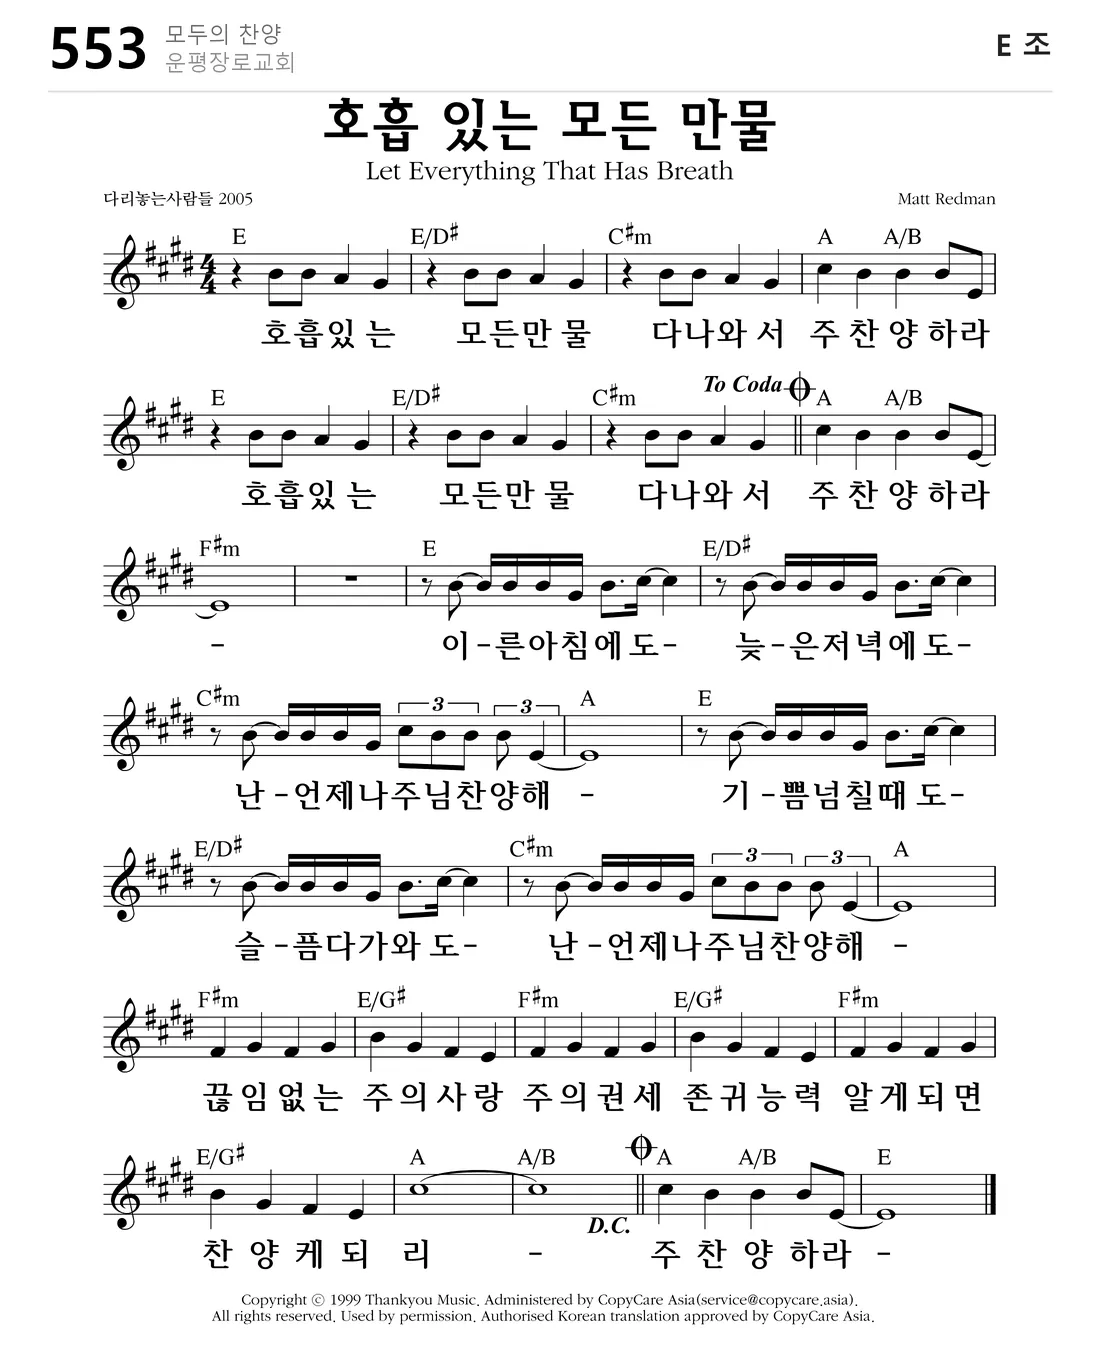 553 모두의 찬양
운평장로교회
E 조
호흡 있는 모든 만물
Let Everything That Has Breath
다리놓는사람들 2005
Matt Redman
E E/D# C#m A A/B
호흡있 는 모든만 물 다나와 서 주 찬 양 하라
To Coda
E E/D# C#m A A/B
호흡있 는 모든만 물 다나와 서 주 찬 양 하라
F#m E E/D#
- 이-른아침에도- 늦-은저녁에도-
C#m 3 3 A E
난-언제나주님찬양해 - 기-쁨넘칠때도-
E/D# C#m 3 3 A
슬-픔다가와도- 난-언제나주님찬양해 -
F#m E/G# F#m E/G# F#m
끊임없는 주의사랑 주의권세 존귀능력 알게되면
E/G# A A/B A A/B E
D.C.
찬 양 케 되 리 - 주 찬 양 하라 -
Copyright ⓒ 1999 Thankyou Music. Administered by CopyCare Asia(service@copycare.asia).
All rights reserved. Used by permission. Authorised Korean translation approved by CopyCare Asia.